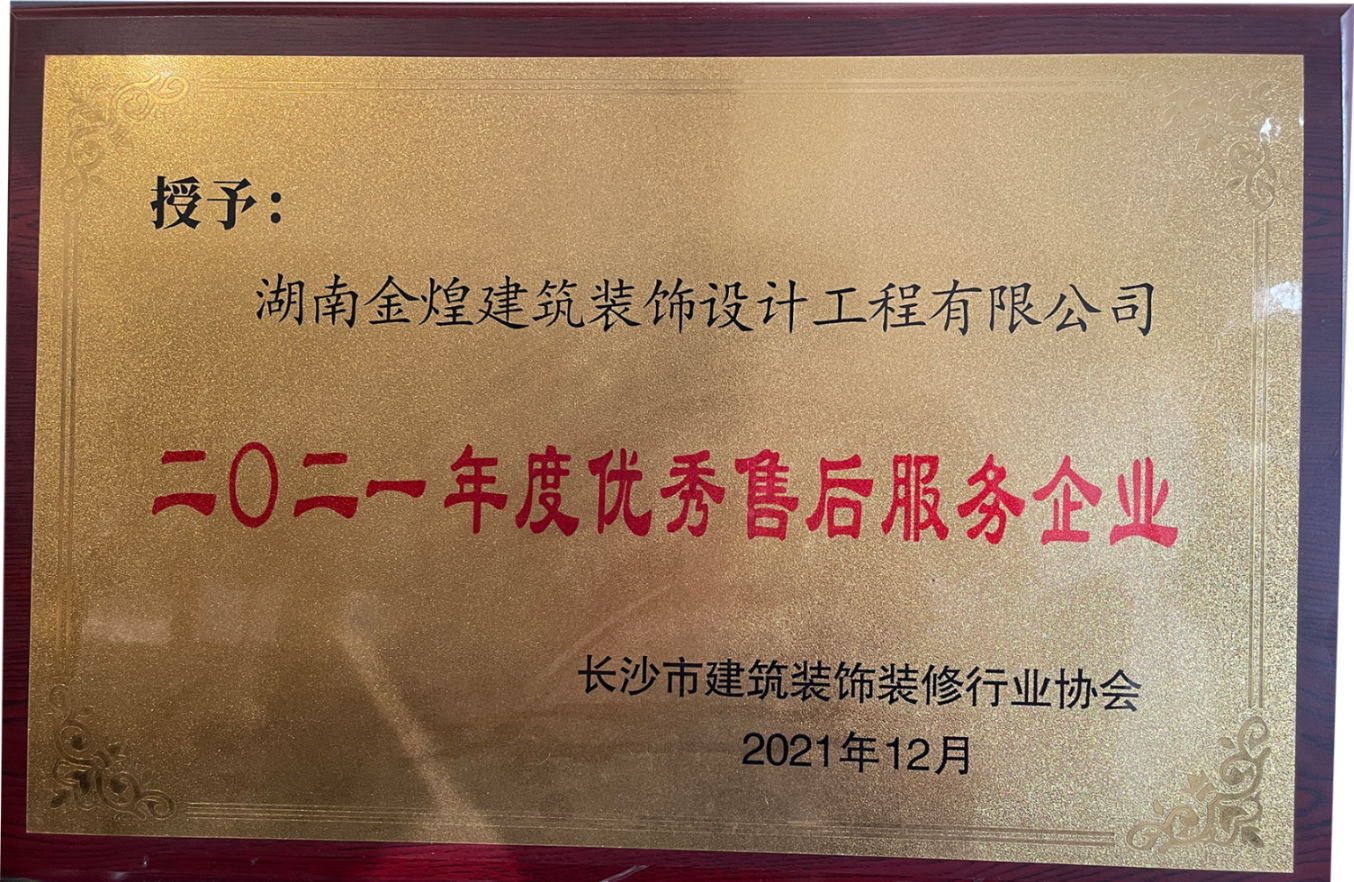 授予：
湖南金煌建筑装饰设计工程有限公司
二〇二一年度优秀售后服务企业
长沙市建筑装饰装修行业协会
2021年12月